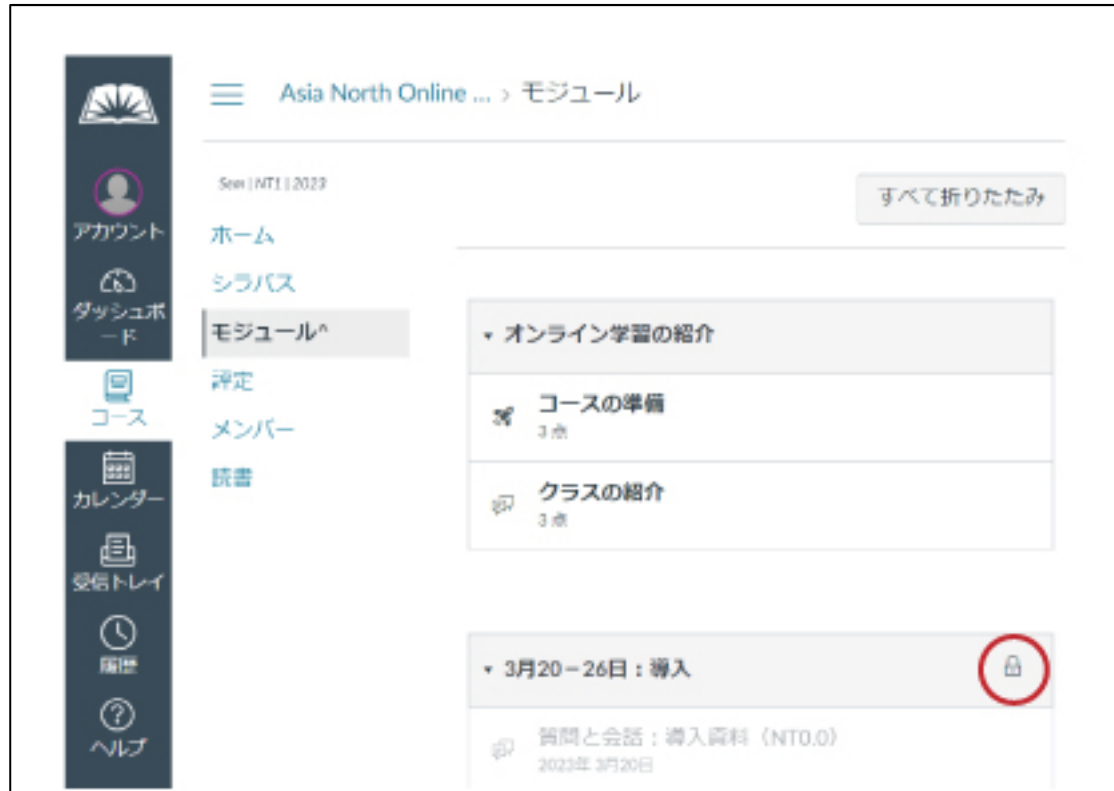 Asia North Online ... › モジュール
Sem | NT1 | 2023
すべて折りたたみ
アカウント
ダッシュボ
ード
コース
カレンダー
受信トレイ
履歴
ヘルプ
ホーム
シラバス
モジュール^
評定
メンバー
読書
▾ オンライン学習の紹介
コースの準備
3 点
クラスの紹介
3 点
▾ 3月20－26日：導入
質問と会話：導入資料（NT0.0）
2023年 3月20日